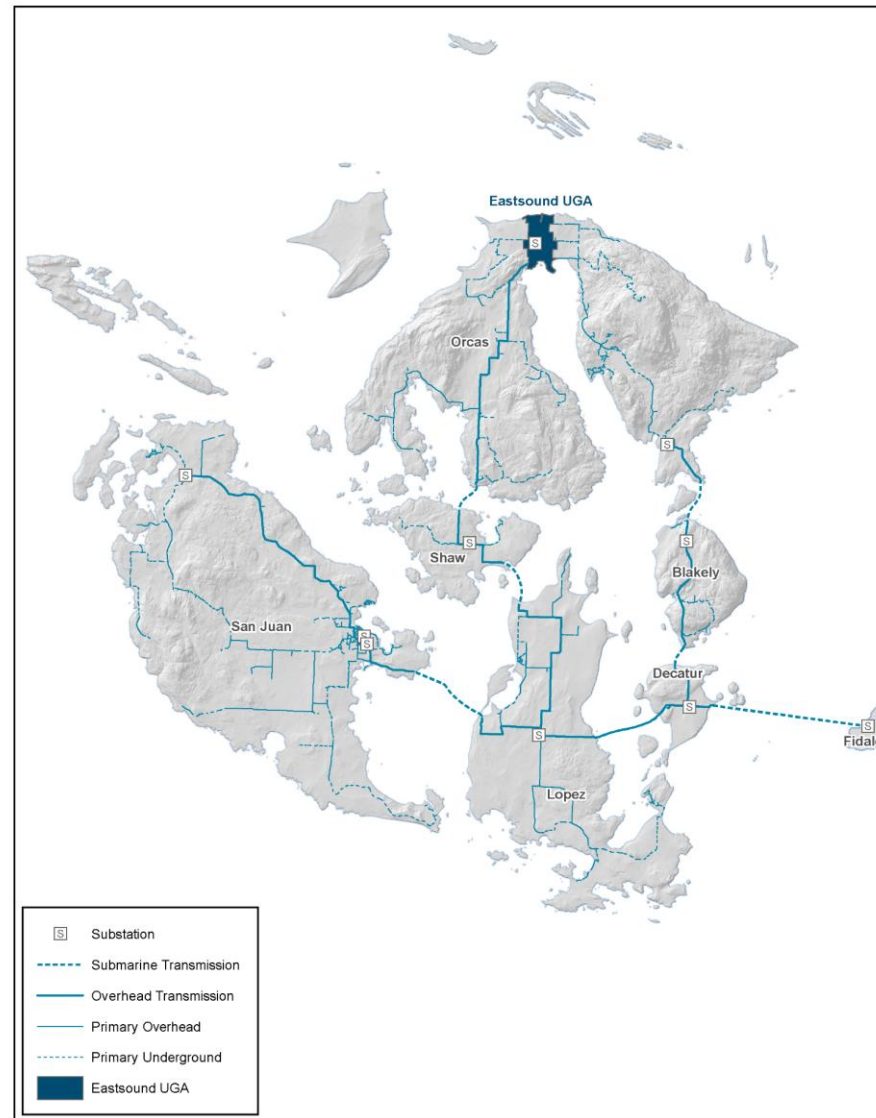 Eastsound UGA
S
Orcas
S
S
S
Shaw
S
Blakely
San Juan
S
S
Decatur
S
S
S
Fidalg
Lopez
S Substation
Submarine Transmission
Overhead Transmission
Primary Overhead
Primary Underground
Eastsound UGA